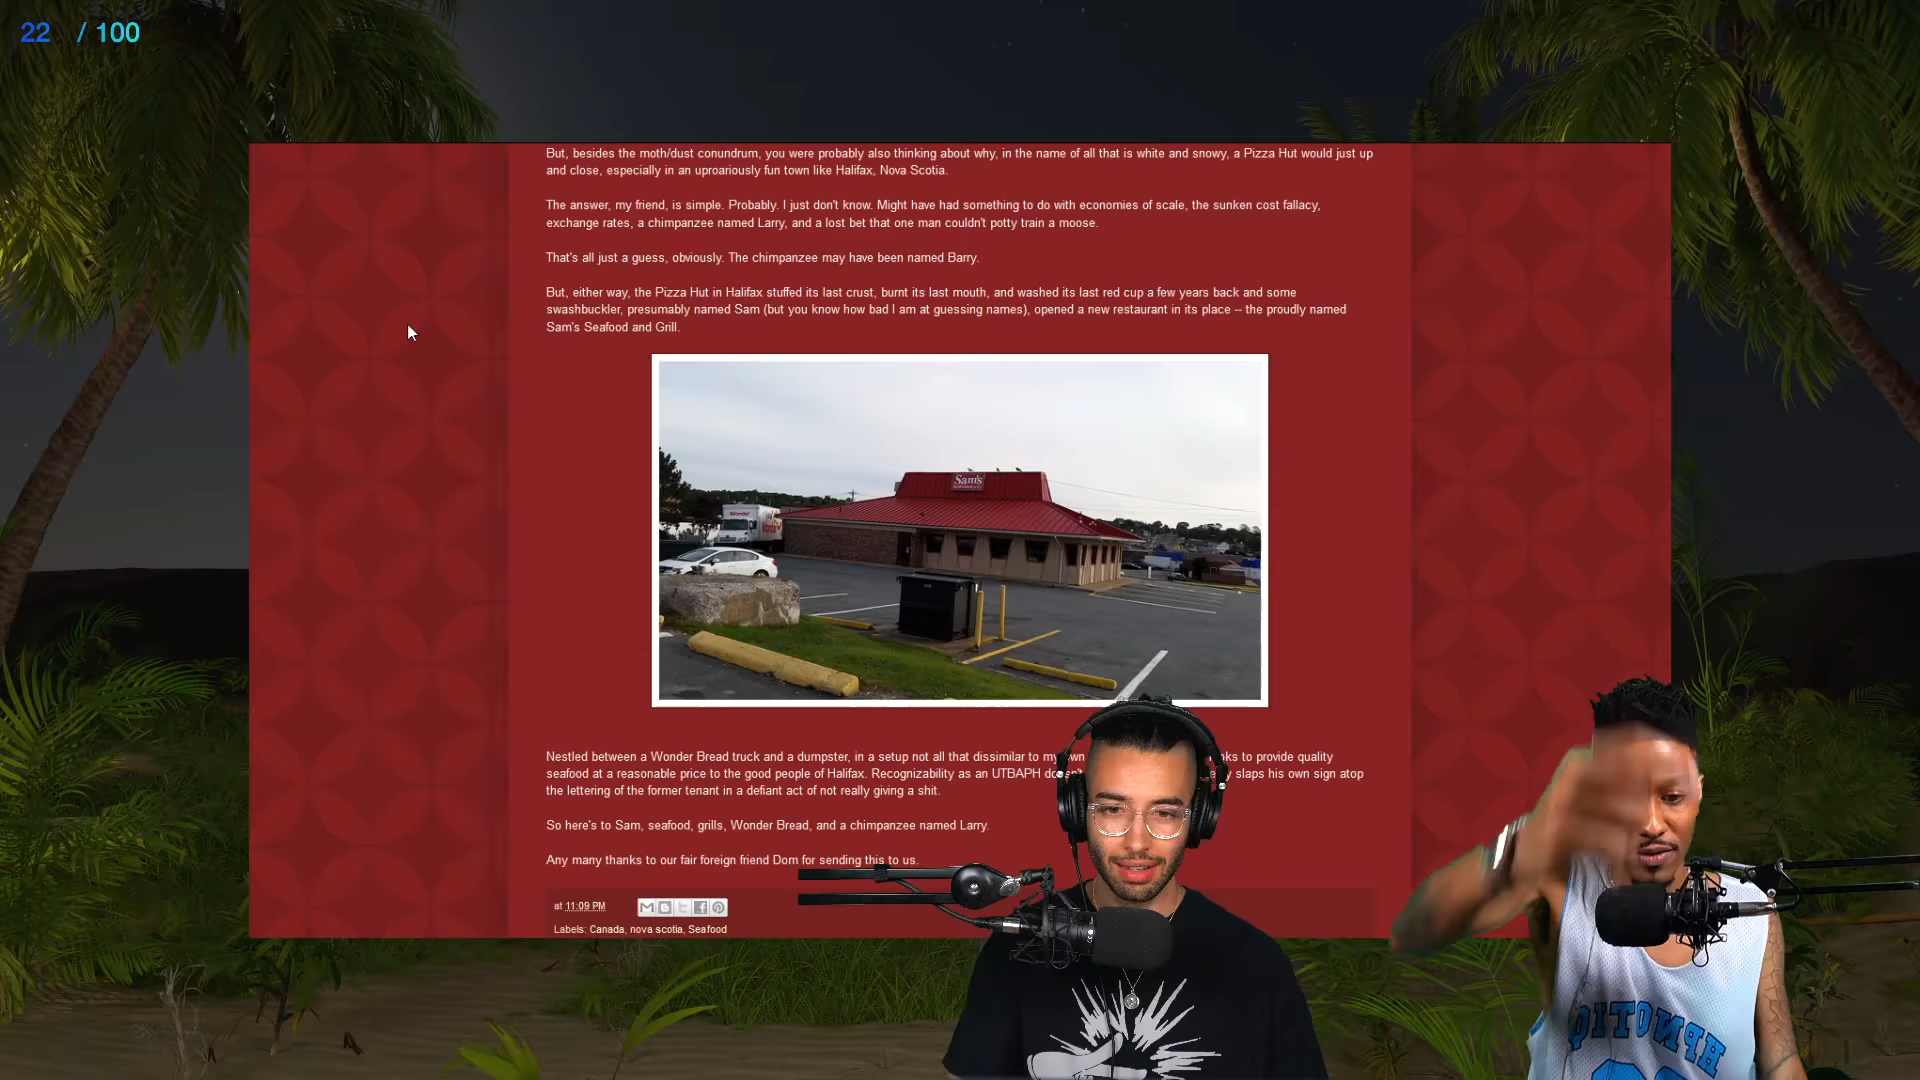 22 / 100
But, besides the moth/dust conundrum, you were probably also thinking about why, in the name of all that is white and snowy, a Pizza Hut would just up
and close, especially in an uproariously fun town like Halifax, Nova Scotia.
The answer, my friend, is simple. Probably. I just don't know. Might have had something to do with economies of scale, the sunken cost fallacy,
exchange rates, a chimpanzee named Larry, and a lost bet that one man couldn't potty train a moose.
That's all just a guess, obviously. The chimpanzee may have been named Barry.
But, either way, the Pizza Hut in Halifax stuffed its last crust, burnt its last mouth, and washed its last red cup a few years back and some
swashbuckler, presumably named Sam (but you know how bad I am at guessing names), opened a new restaurant in its place -- the proudly named
Sam's Seafood and Grill.
Sam's
Wonder
Nestled between a Wonder Bread truck and a dumpster, in a setup not all that dissimilar to my own to provide quality
seafood at a reasonable price to the good people of Halifax. Recognizability as an UTBAPH slaps his own sign atop
the lettering of the former tenant in a defiant act of not really giving a shit.
So here's to Sam, seafood, grills, Wonder Bread, and a chimpanzee named Larry.
Any many thanks to our fair foreign friend Dom for sending this to us.
at 11:09 PM
Labels: Canada, nova scotia, Seafood